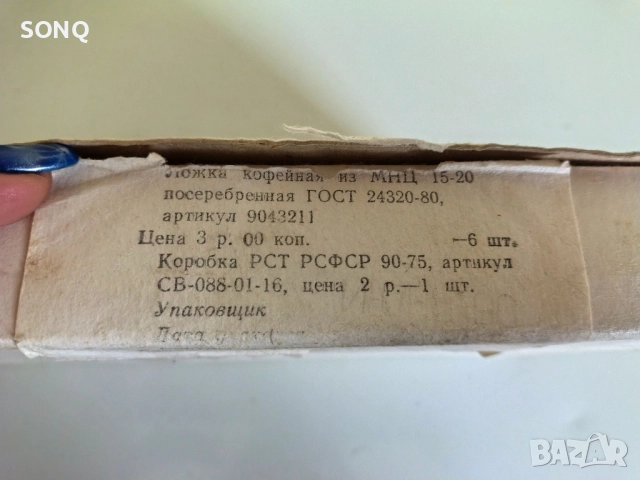 SONQ
Ложка кофейная из МНЦ 15-20
посеребренная ГОСТ 24320-80,
артикул 9043211
Цена 3 р. 00 коп. —6 шт.
Коробка РСТ РСФСР 90-75, артикул
СВ-088-01-16, цена 2 р.—1 шт.
Упаковщик
Дата
BAZAR